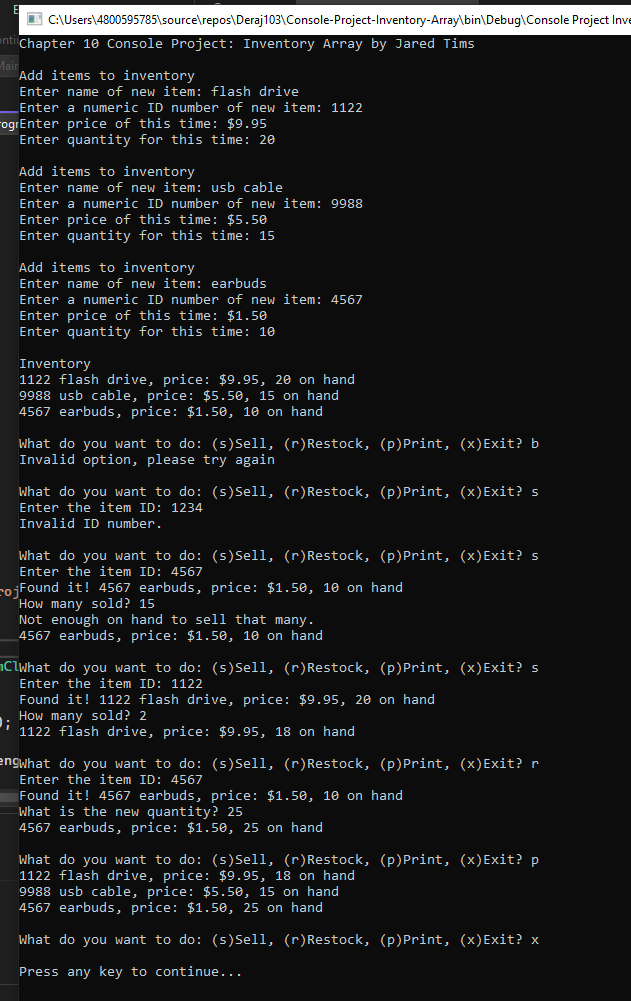 C:\Users\4800595785\source\repos\Deraj103\Console-Project-Inventory-Array\bin\Debug\Console Project Inve
Chapter 10 Console Project: Inventory Array by Jared Tims
Add items to inventory
Enter name of new item: flash drive
Enter a numeric ID number of new item: 1122
Enter price of this time: $9.95
Enter quantity for this time: 20
Add items to inventory
Enter name of new item: usb cable
Enter a numeric ID number of new item: 9988
Enter price of this time: $5.50
Enter quantity for this time: 15
Add items to inventory
Enter name of new item: earbuds
Enter a numeric ID number of new item: 4567
Enter price of this time: $1.50
Enter quantity for this time: 10
Inventory
1122 flash drive, price: $9.95, 20 on hand
9988 usb cable, price: $5.50, 15 on hand
4567 earbuds, price: $1.50, 10 on hand
What do you want to do: (s)Sell, (r)Restock, (p)Print, (x)Exit? b
Invalid option, please try again
What do you want to do: (s)Sell, (r)Restock, (p)Print, (x)Exit? s
Enter the item ID: 1234
Invalid ID number.
What do you want to do: (s)Sell, (r)Restock, (p)Print, (x)Exit? s
Enter the item ID: 4567
Found it! 4567 earbuds, price: $1.50, 10 on hand
How many sold? 15
Not enough on hand to sell that many.
4567 earbuds, price: $1.50, 10 on hand
What do you want to do: (s)Sell, (r)Restock, (p)Print, (x)Exit? s
Enter the item ID: 1122
Found it! 1122 flash drive, price: $9.95, 20 on hand
How many sold? 2
1122 flash drive, price: $9.95, 18 on hand
What do you want to do: (s)Sell, (r)Restock, (p)Print, (x)Exit? r
Enter the item ID: 4567
Found it! 4567 earbuds, price: $1.50, 10 on hand
What is the new quantity? 25
4567 earbuds, price: $1.50, 25 on hand
What do you want to do: (s)Sell, (r)Restock, (p)Print, (x)Exit? p
1122 flash drive, price: $9.95, 18 on hand
9988 usb cable, price: $5.50, 15 on hand
4567 earbuds, price: $1.50, 25 on hand
What do you want to do: (s)Sell, (r)Restock, (p)Print, (x)Exit? x
Press any key to continue...